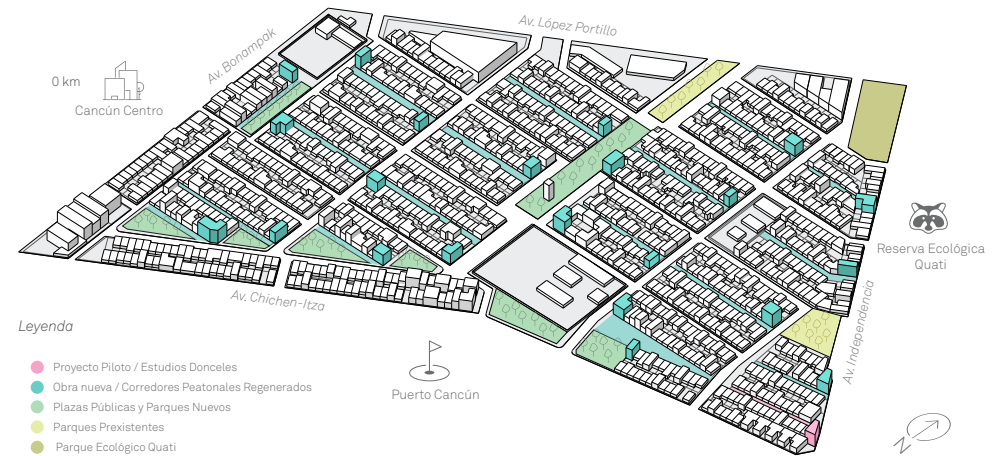 Av. López Portillo
Av. Bonampak
0 km
Cancún Centro
Reserva Ecológica
Quati
Av. Independencia
Av. Chichen-Itza
Puerto Cancún
N
Leyenda
Proyecto Piloto / Estudios Donceles
Obra nueva / Corredores Peatonales Regenerados
Plazas Públicas y Parques Nuevos
Parques Prexistentes
Parque Ecológico Quati